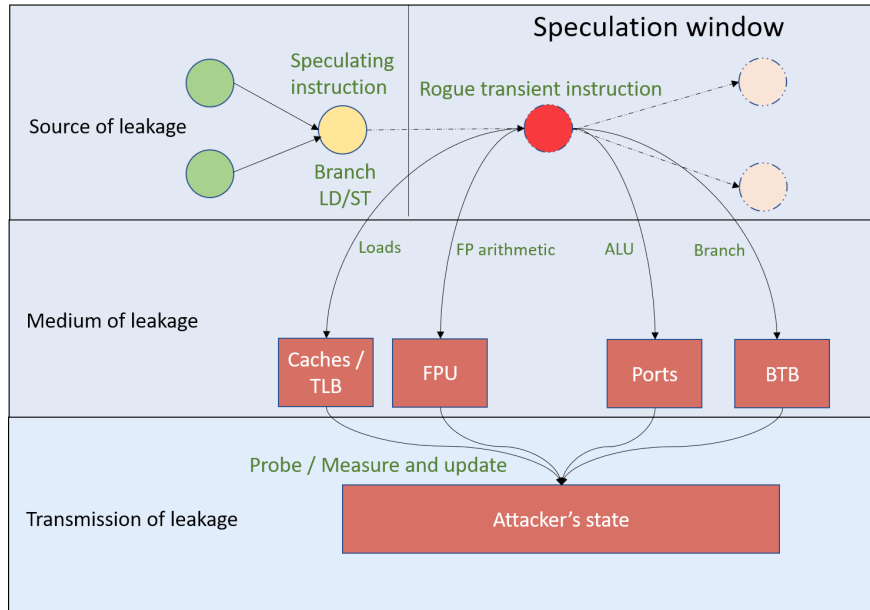 Speculation window
Speculating
instruction
Rogue transient instruction
Source of leakage
Branch
LD/ST
Loads
FP arithmetic
ALU
Branch
Medium of leakage
Caches /
TLB
FPU
Ports
BTB
Probe / Measure and update
Transmission of leakage
Attacker's state